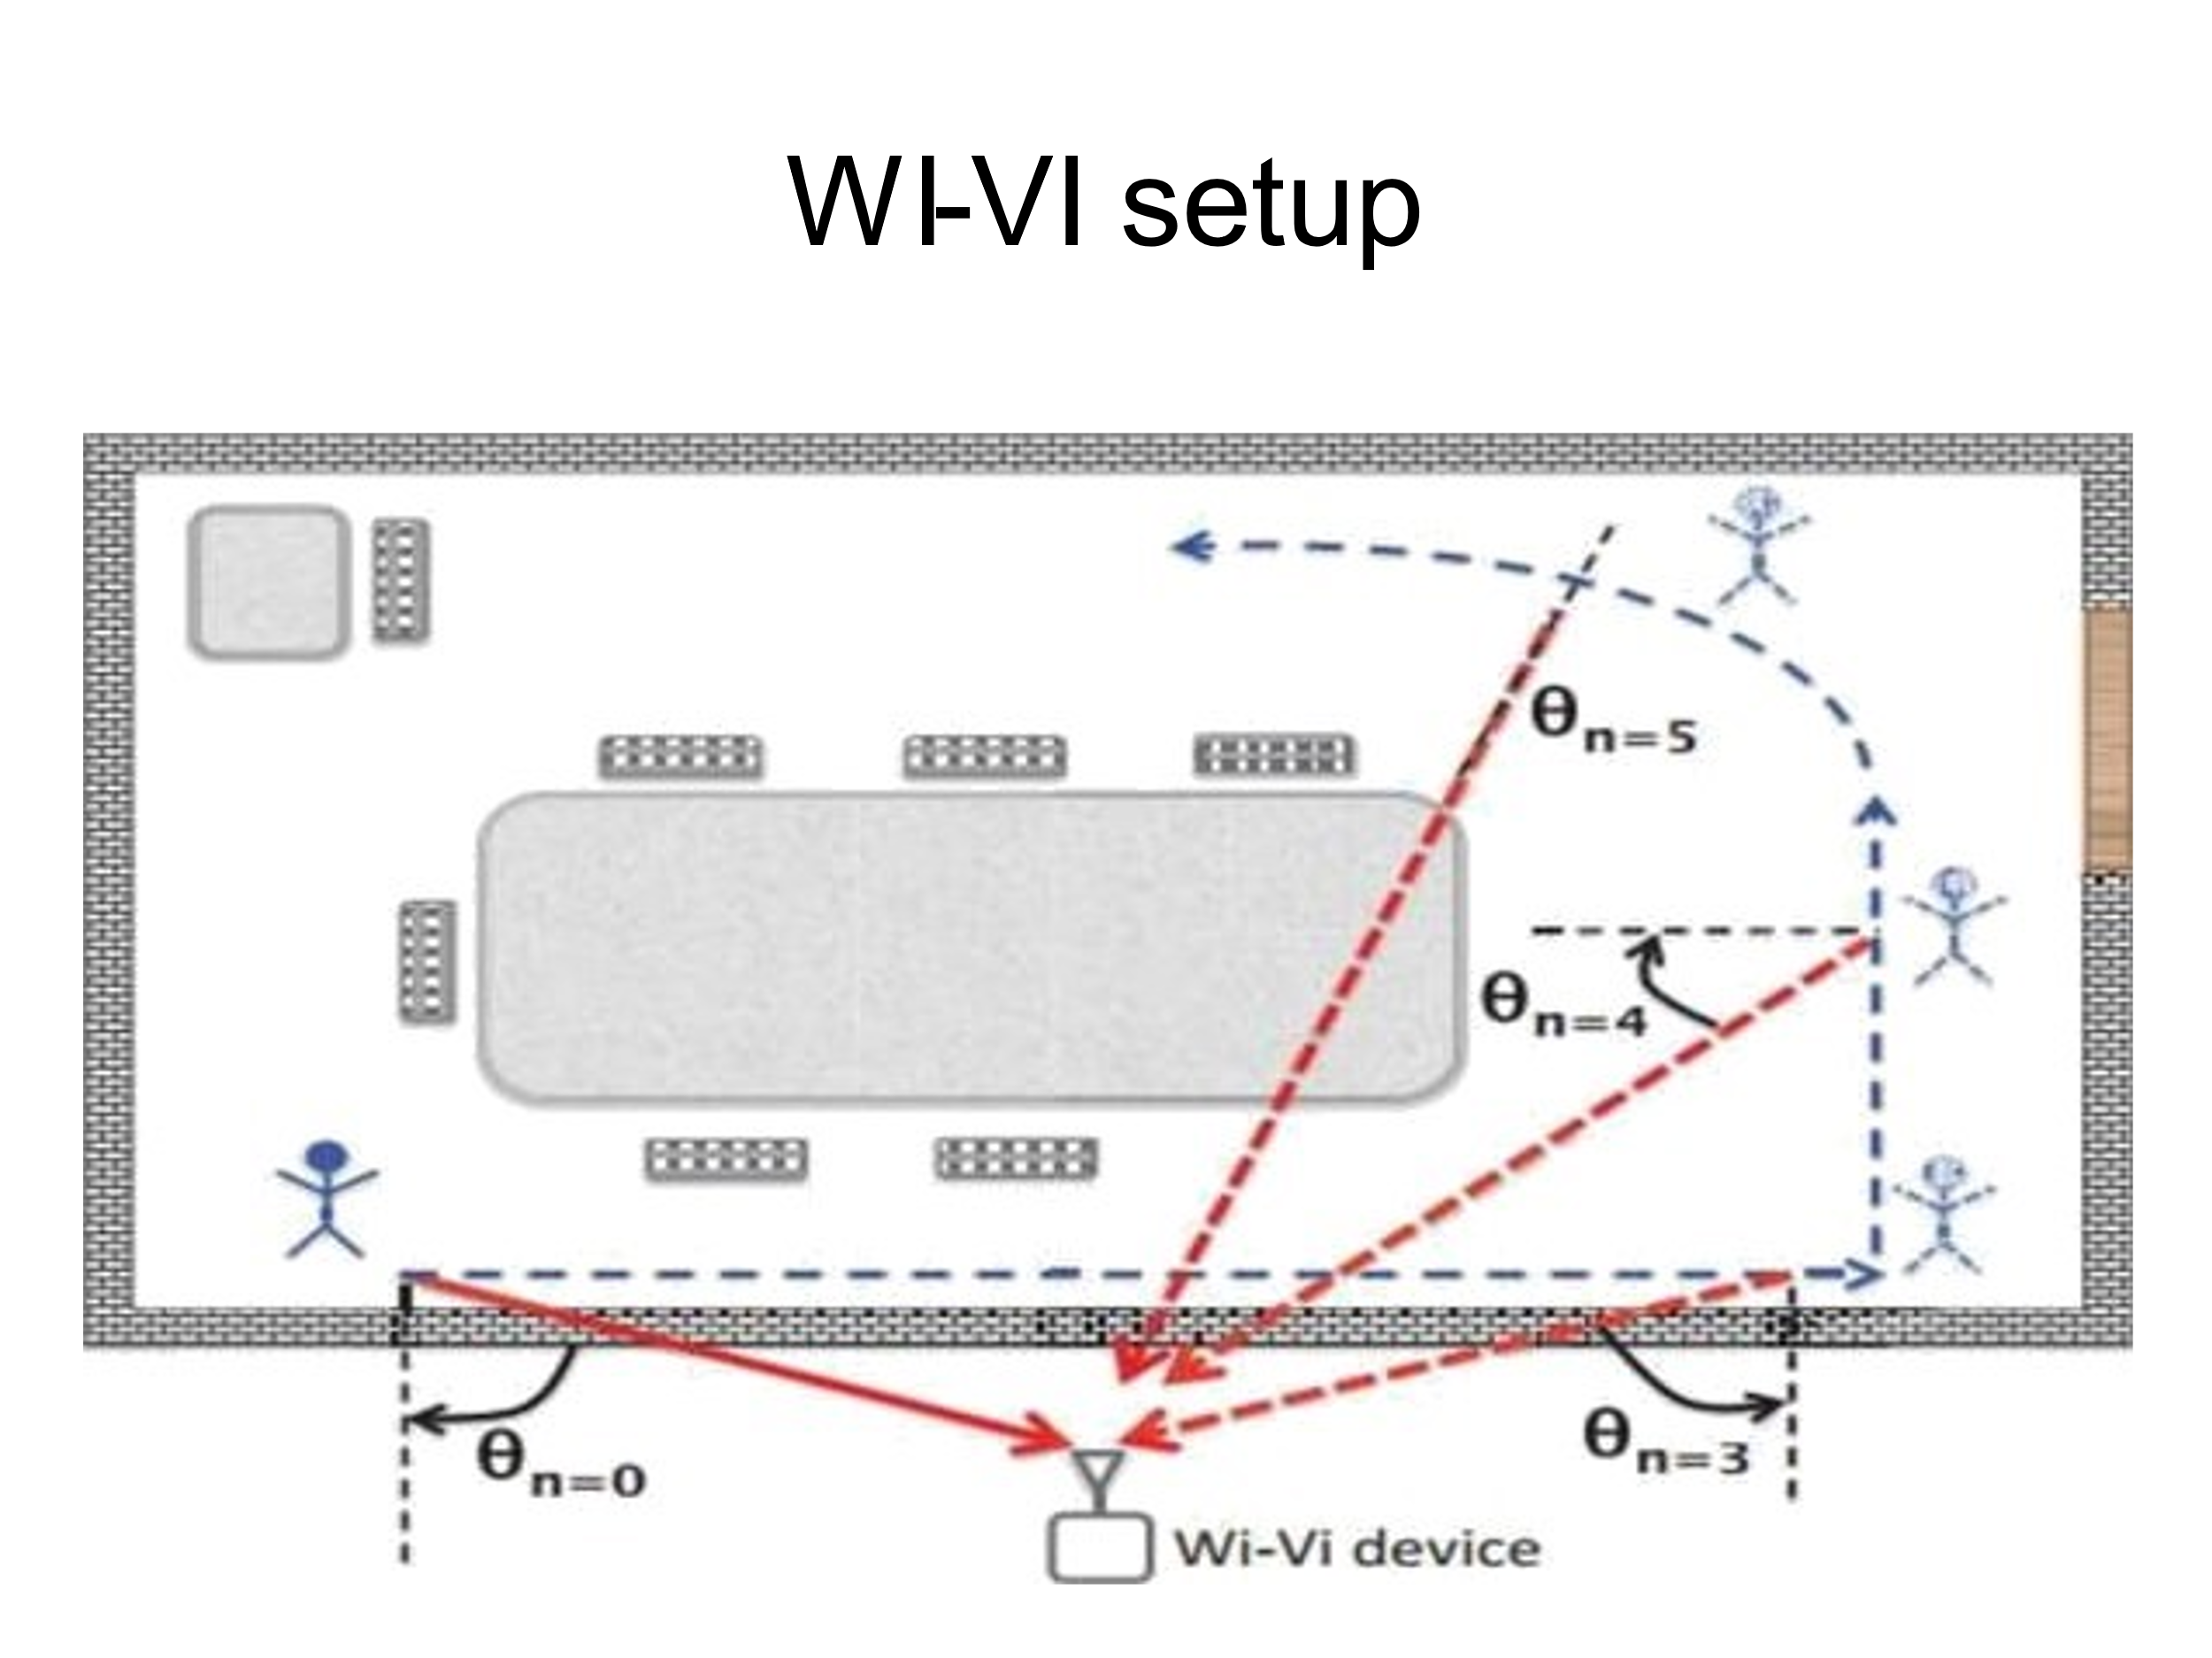 WI-VI setup
θn=5
θn=4
θn=0
θn=3
Wi-Vi device